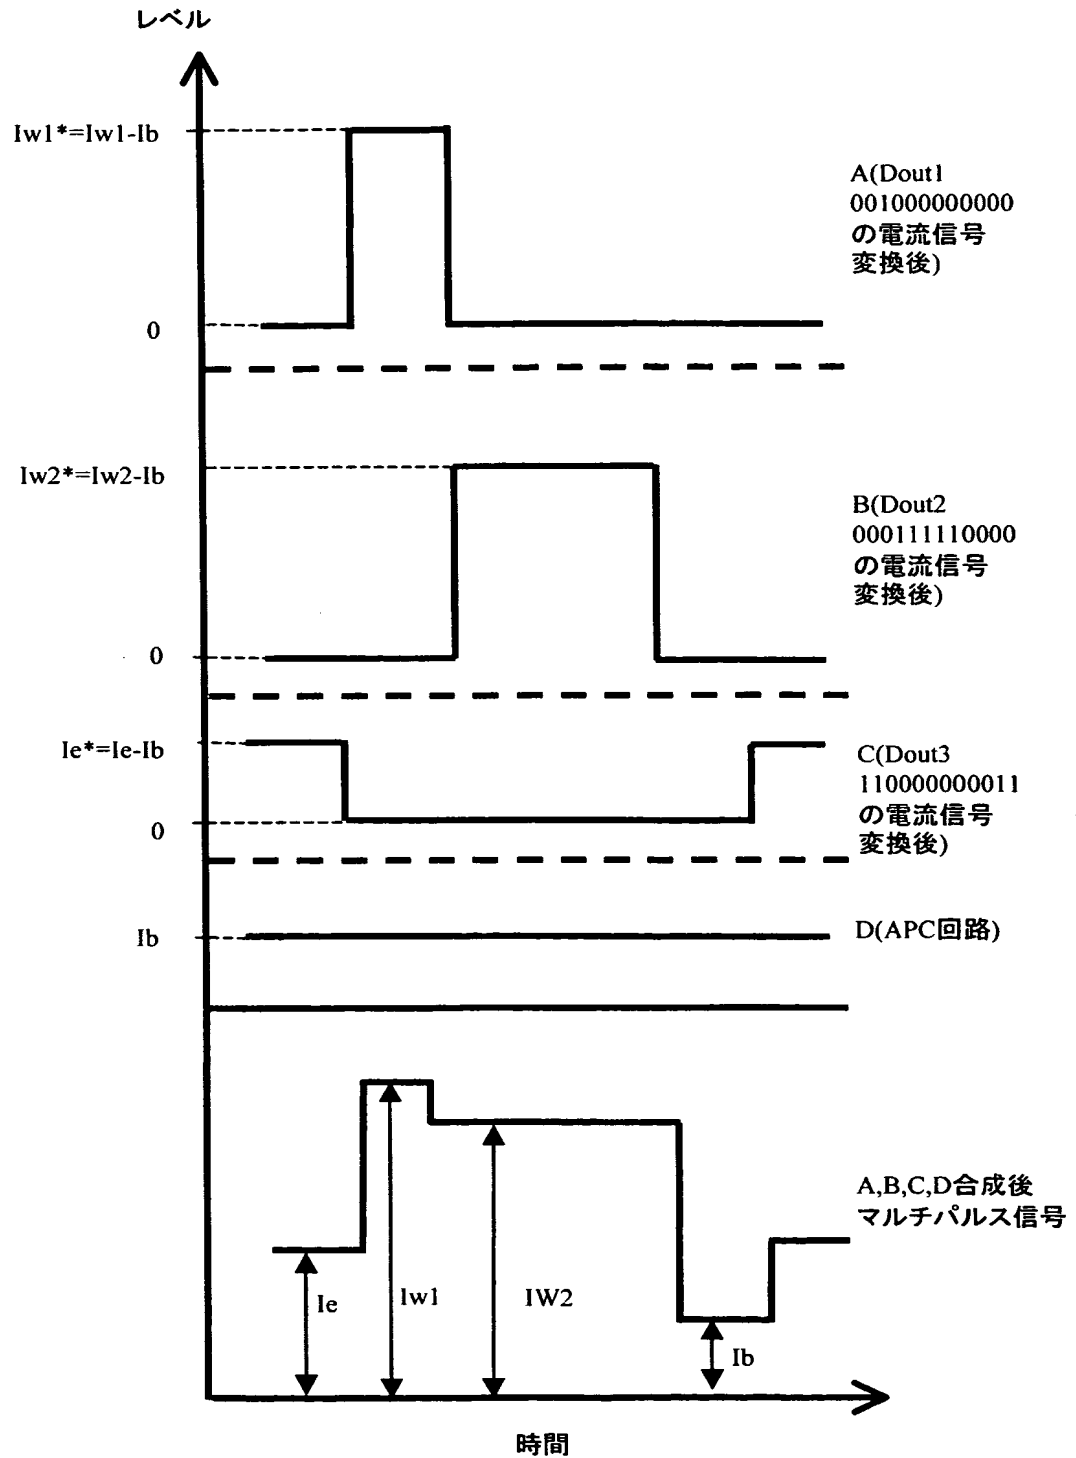 レベル
Iw1*=Iw1-Ib
0
A(Dout1
001000000000
の電流信号
変換後)
Iw2*=Iw2-Ib
0
B(Dout2
000111110000
の電流信号
変換後)
Ie*=Ie-Ib
0
C(Dout3
110000000011
の電流信号
変換後)
Ib
D(APC回路)
A,B,C,D合成後
マルチパルス信号
Ie
Iw1
IW2
Ib
時間